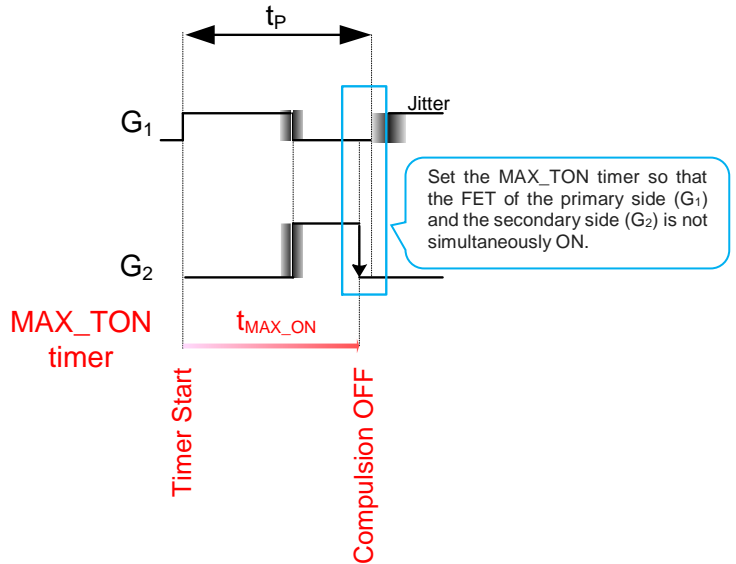 tP
G1
Jitter
Set the MAX_TON timer so that
the FET of the primary side (G1)
and the secondary side (G2) is not
simultaneously ON.
G2
MAX_TON
timer
tMAX_ON
Timer Start
Compulsion OFF